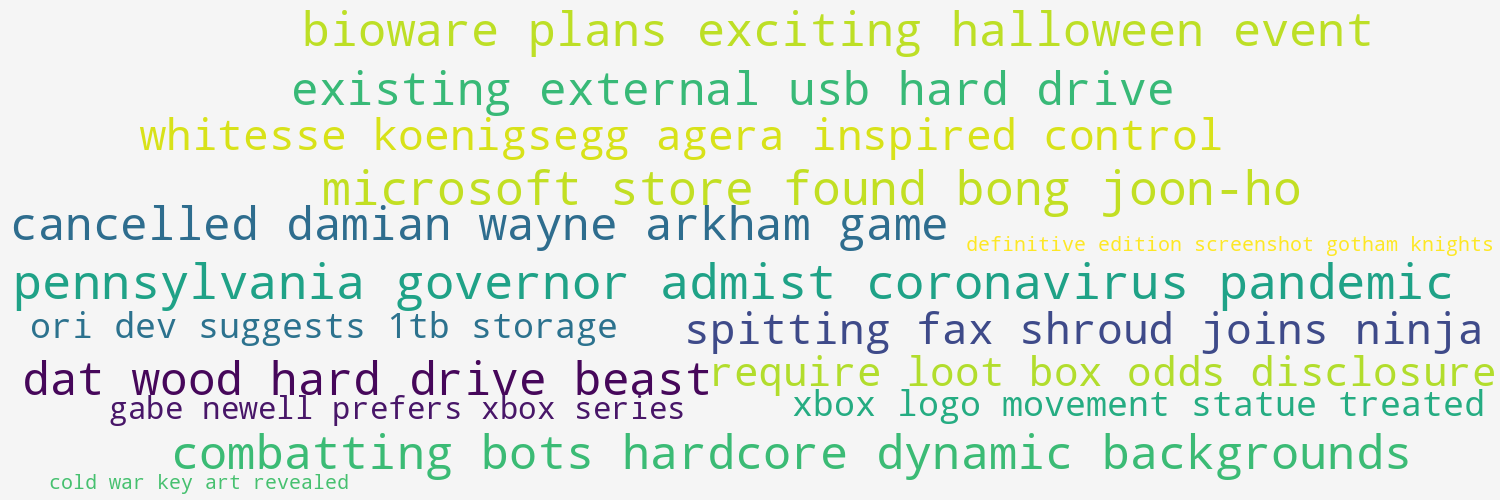 bioware plans exciting halloween event
existing external usb hard drive
whitesse koenigsegg agera inspired control
microsoft store found bong joon-ho
cancelled damian wayne arkham game
definitive edition screenshot gotham knights
pennsylvania governor admist coronavirus pandemic
ori dev suggests 1tb storage
spitting fax shroud joins ninja
dat wood hard drive beast
require loot box odds disclosure
gabe newell prefers xbox series
xbox logo movement statue treated
combatting bots hardcore dynamic backgrounds
cold war key art revealed